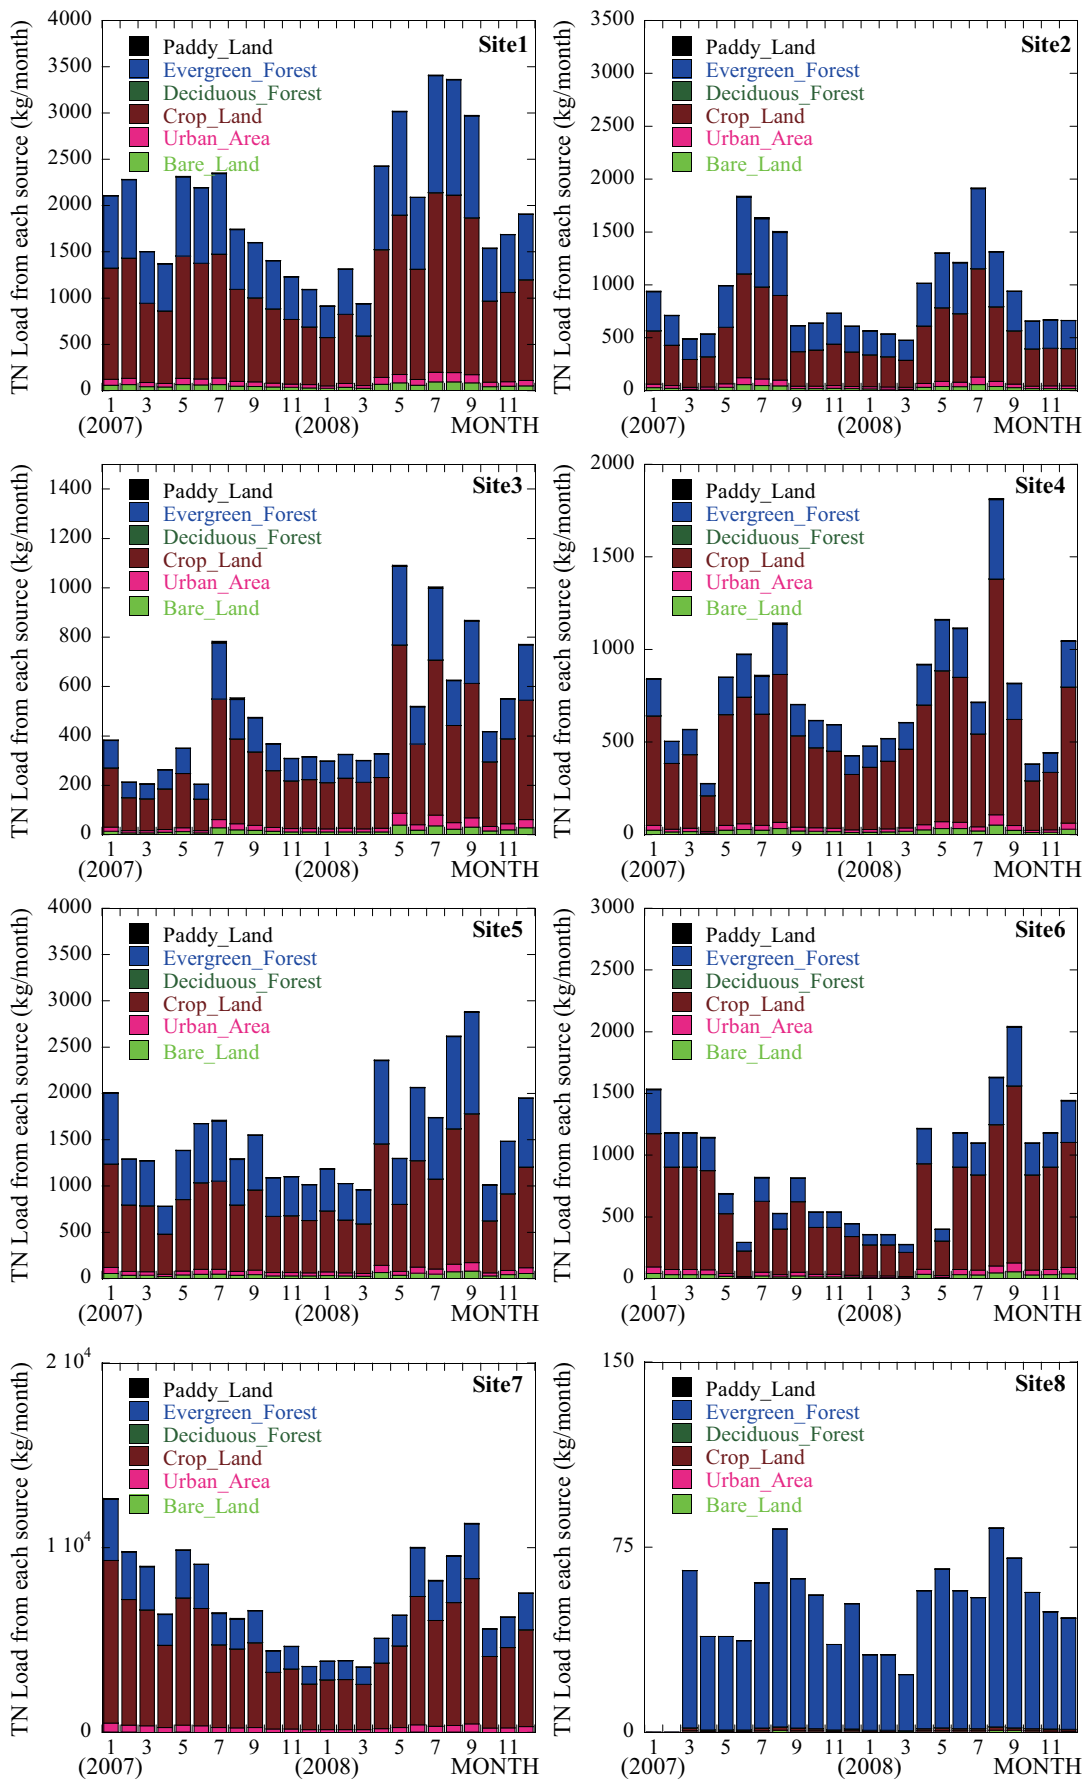 TN Load from each source (kg/month)
4000
3500
3000
2500
2000
1500
1000
500
0
Site1
Paddy_Land
Evergreen_Forest
Deciduous_Forest
Crop_Land
Urban_Area
Bare_Land
1 3 5 7 9 11 1 3 5 7 9 11
(2007) (2008) MONTH
TN Load from each source (kg/month)
3500
3000
2500
2000
1500
1000
500
0
Site2
Paddy_Land
Evergreen_Forest
Deciduous_Forest
Crop_Land
Urban_Area
Bare_Land
1 3 5 7 9 11 1 3 5 7 9 11
(2007) (2008) MONTH
TN Load from each source (kg/month)
1400
1200
1000
800
600
400
200
0
Site3
Paddy_Land
Evergreen_Forest
Deciduous_Forest
Crop_Land
Urban_Area
Bare_Land
1 3 5 7 9 11 1 3 5 7 9 11
(2007) (2008) MONTH
TN Load from each source (kg/month)
2000
1500
1000
500
0
Site4
Paddy_Land
Evergreen_Forest
Deciduous_Forest
Crop_Land
Urban_Area
Bare_Land
1 3 5 7 9 11 1 3 5 7 9 11
(2007) (2008) MONTH
TN Load from each source (kg/month)
4000
3500
3000
2500
2000
1500
1000
500
0
Site5
Paddy_Land
Evergreen_Forest
Deciduous_Forest
Crop_Land
Urban_Area
Bare_Land
1 3 5 7 9 11 1 3 5 7 9 11
(2007) (2008) MONTH
TN Load from each source (kg/month)
3000
2500
2000
1500
1000
500
0
Site6
Paddy_Land
Evergreen_Forest
Deciduous_Forest
Crop_Land
Urban_Area
Bare_Land
1 3 5 7 9 11 1 3 5 7 9 11
(2007) (2008) MONTH
TN Load from each source (kg/month)
2 10⁴
1 10⁴
0
Site7
Paddy_Land
Evergreen_Forest
Deciduous_Forest
Crop_Land
Urban_Area
Bare_Land
1 3 5 7 9 11 1 3 5 7 9 11
(2007) (2008) MONTH
TN Load from each source (kg/month)
150
75
0
Site8
Paddy_Land
Evergreen_Forest
Deciduous_Forest
Crop_Land
Urban_Area
Bare_Land
1 3 5 7 9 11 1 3 5 7 9 11
(2007) (2008) MONTH